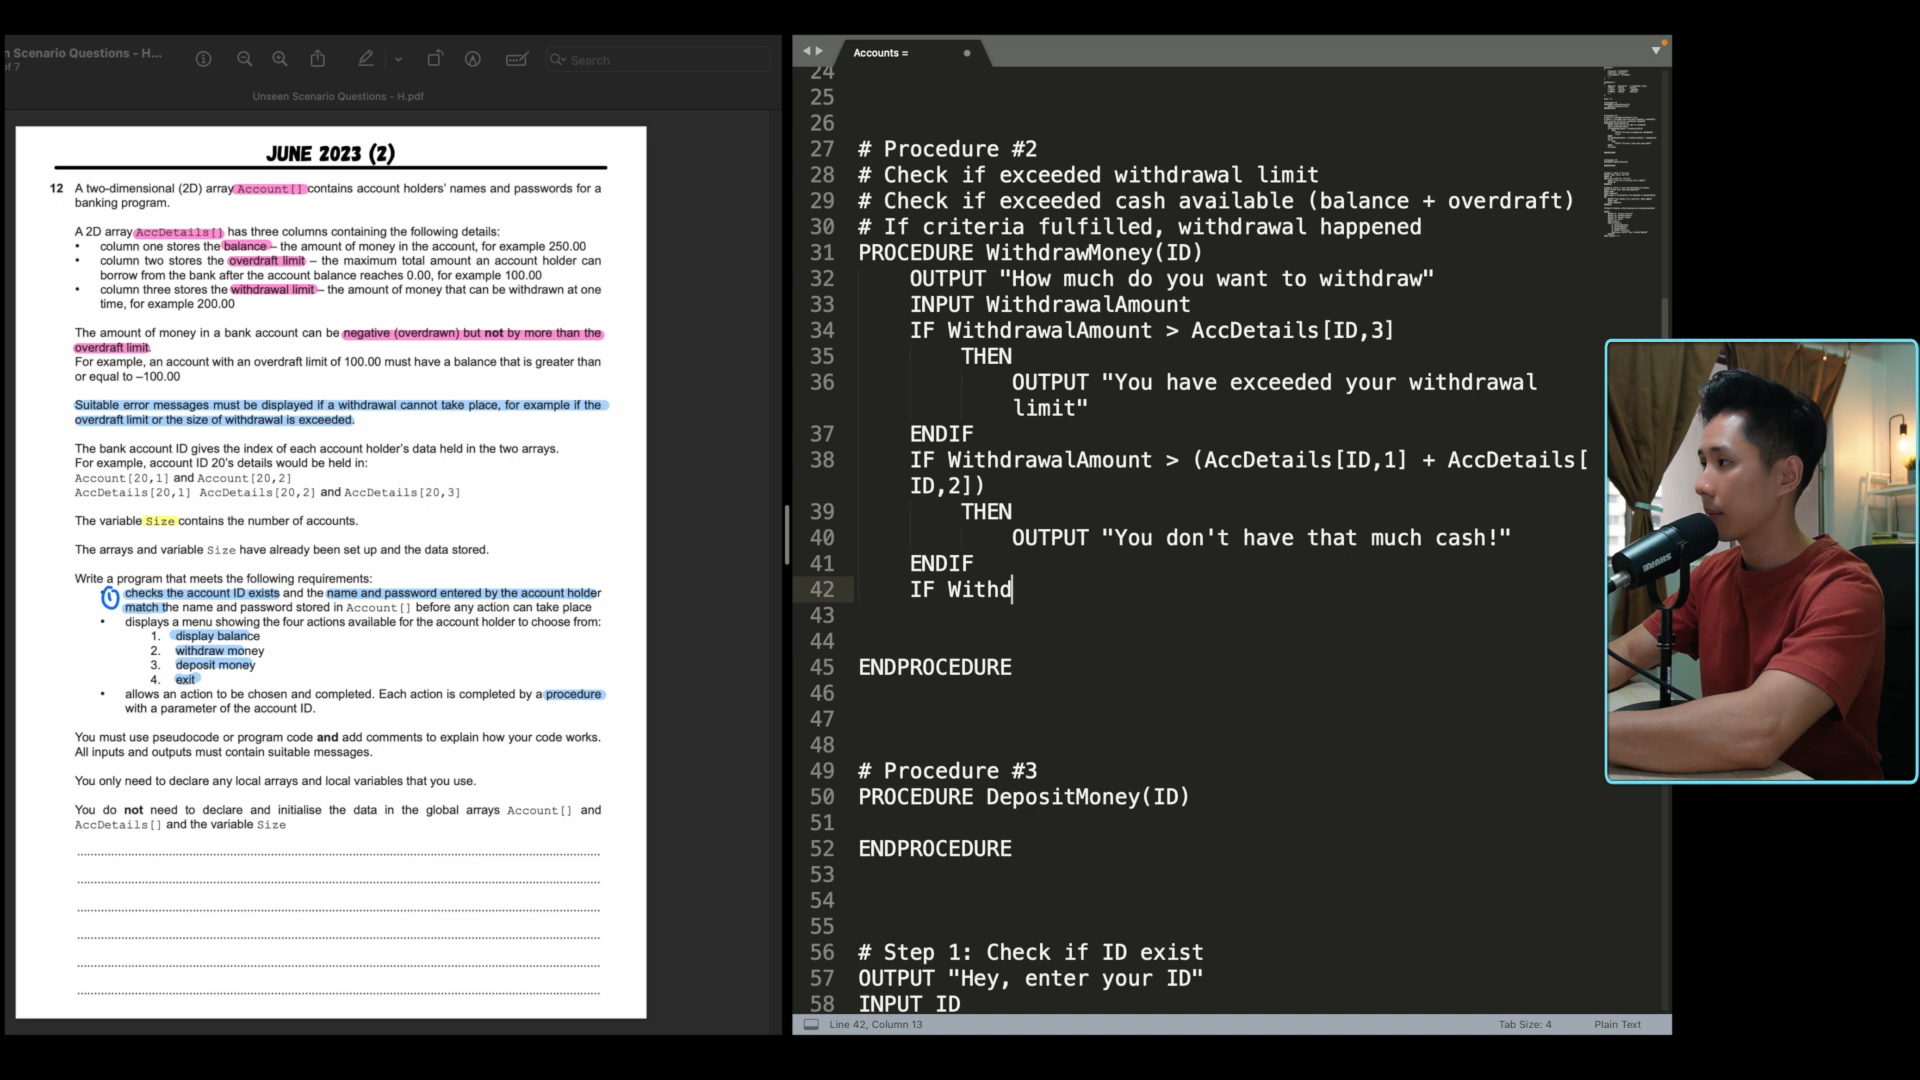 n Scenario Questions - H...
of 7
Search
Unseen Scenario Questions - H.pdf
JUNE 2023 (2)
12 A two-dimensional (2D) array Account[] contains account holders' names and passwords for a
banking program.
A 2D array AccDetails[] has three columns containing the following details:
• column one stores the balance – the amount of money in the account, for example 250.00
• column two stores the overdraft limit – the maximum total amount an account holder can
borrow from the bank after the account balance reaches 0.00, for example 100.00
• column three stores the withdrawal limit – the amount of money that can be withdrawn at one
time, for example 200.00
The amount of money in a bank account can be negative (overdrawn) but not by more than the
overdraft limit.
For example, an account with an overdraft limit of 100.00 must have a balance that is greater than
or equal to –100.00
Suitable error messages must be displayed if a withdrawal cannot take place, for example if the
overdraft limit or the size of withdrawal is exceeded.
The bank account ID gives the index of each account holder's data held in the two arrays.
For example, account ID 20's details would be held in:
Account[20,1] and Account[20,2]
AccDetails[20,1] AccDetails[20,2] and AccDetails[20,3]
The variable Size contains the number of accounts.
The arrays and variable Size have already been set up and the data stored.
Write a program that meets the following requirements:
checks the account ID exists and the name and password entered by the account holder
match the name and password stored in Account[] before any action can take place
• displays a menu showing the four actions available for the account holder to choose from:
1. display balance
2. withdraw money
3. deposit money
4. exit
• allows an action to be chosen and completed. Each action is completed by a procedure
with a parameter of the account ID.
You must use pseudocode or program code and add comments to explain how your code works.
All inputs and outputs must contain suitable messages.
You only need to declare any local arrays and local variables that you use.
You do not need to declare and initialise the data in the global arrays Account[] and
AccDetails[] and the variable Size
Accounts =
24
25
26
27 # Procedure #2
28 # Check if exceeded withdrawal limit
29 # Check if exceeded cash available (balance + overdraft)
30 # If criteria fulfilled, withdrawal happened
31 PROCEDURE WithdrawMoney(ID)
32 OUTPUT "How much do you want to withdraw"
33 INPUT WithdrawalAmount
34 IF WithdrawalAmount > AccDetails[ID,3]
35 THEN
36 OUTPUT "You have exceeded your withdrawal
limit"
37 ENDIF
38 IF WithdrawalAmount > (AccDetails[ID,1] + AccDetails[
ID,2])
39 THEN
40 OUTPUT "You don't have that much cash!"
41 ENDIF
42 IF Withd
43
44
45 ENDPROCEDURE
46
47
48
49 # Procedure #3
50 PROCEDURE DepositMoney(ID)
51
52 ENDPROCEDURE
53
54
55
56 # Step 1: Check if ID exist
57 OUTPUT "Hey, enter your ID"
58 INPUT ID
Line 42, Column 13
Tab Size: 4
Plain Text
SHURE